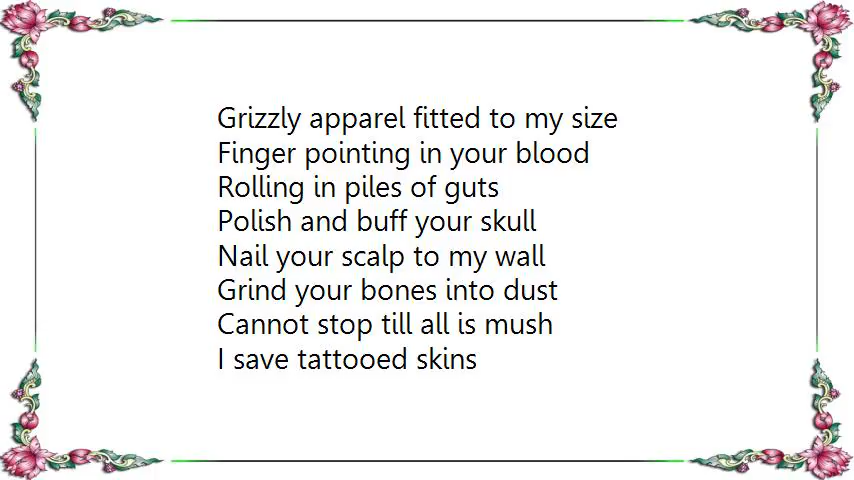 Grizzly apparel fitted to my size
Finger pointing in your blood
Rolling in piles of guts
Polish and buff your skull
Nail your scalp to my wall
Grind your bones into dust
Cannot stop till all is mush
I save tattooed skins